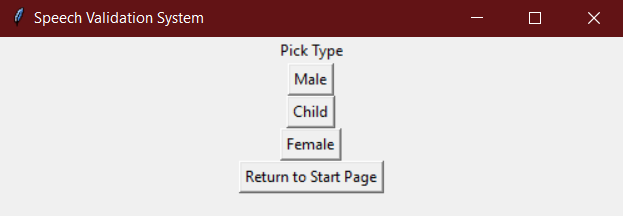 Speech Validation System
Pick Type
Male
Child
Female
Return to Start Page